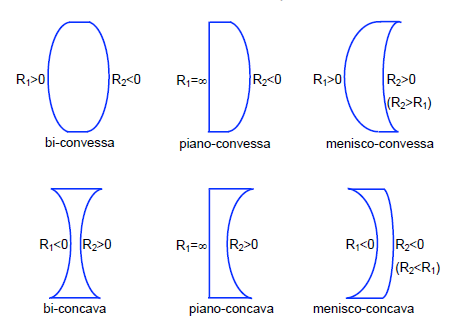 R₁>0 R₂<0 R₁=∞ R₂<0 R₁>0 R₂>0
(R₂>R₁)
bi-convessa piano-convessa menisco-convessa
R₁<0 R₂>0 R₁=∞ R₂>0 R₁<0 R₂<0
(R₂<R₁)
bi-concava piano-concava menisco-concava